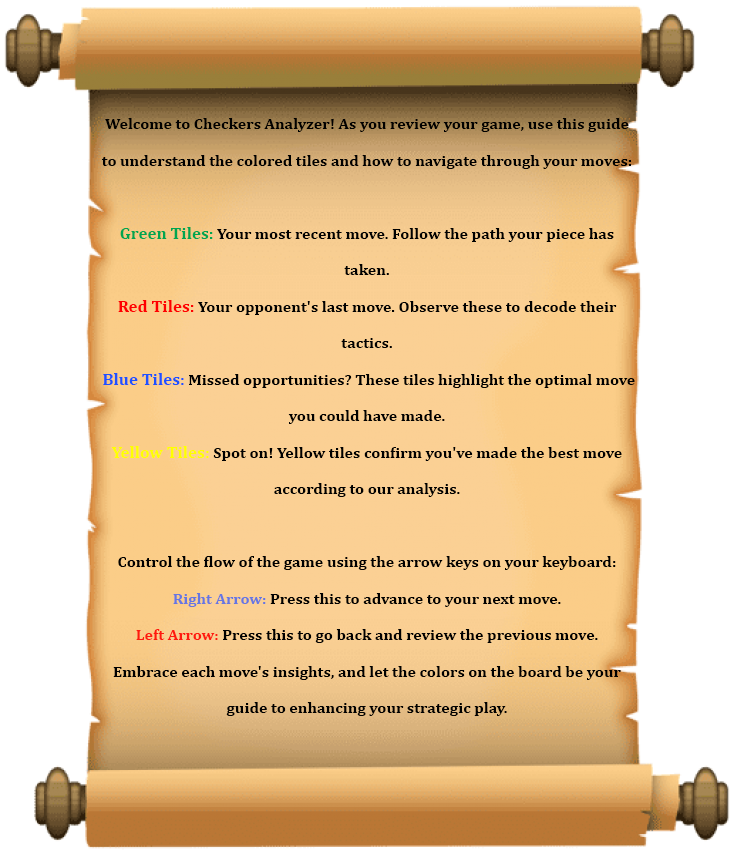 Welcome to Checkers Analyzer! As you review your game, use this guide
to understand the colored tiles and how to navigate through your moves:
Green Tiles: Your most recent move. Follow the path your piece has
taken.
Red Tiles: Your opponent's last move. Observe these to decode their
tactics.
Blue Tiles: Missed opportunities? These tiles highlight the optimal move
you could have made.
Yellow Tiles: Spot on! Yellow tiles confirm you've made the best move
according to our analysis.
Control the flow of the game using the arrow keys on your keyboard:
Right Arrow: Press this to advance to your next move.
Left Arrow: Press this to go back and review the previous move.
Embrace each move's insights, and let the colors on the board be your
guide to enhancing your strategic play.